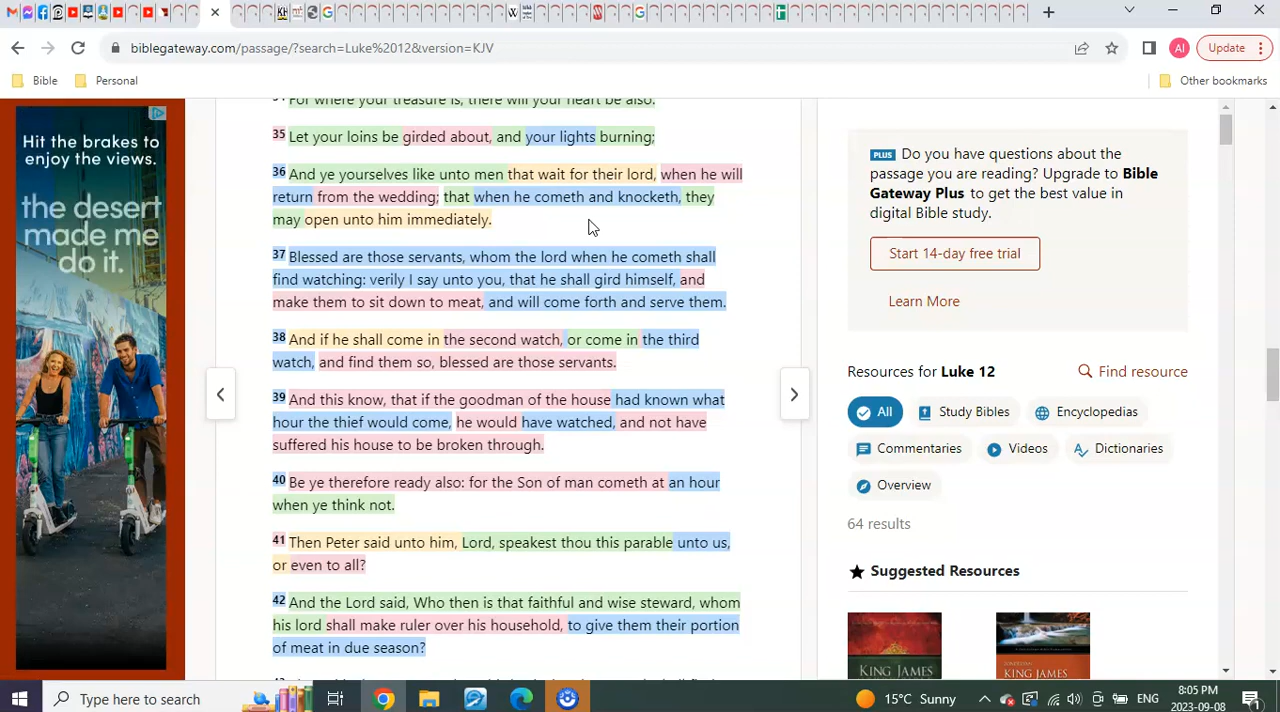 biblegateway.com/passage/?search=Luke%2012&version=KJV
AI
Update
Bible
Personal
Other bookmarks
Hit the brakes to
enjoy the views.
the desert
made me
do it.
For where your treasure is, there will your heart be also.
35 Let your loins be girded about, and your lights burning;
36 And ye yourselves like unto men that wait for their lord, when he will
return from the wedding; that when he cometh and knocketh, they
may open unto him immediately.
37 Blessed are those servants, whom the lord when he cometh shall
find watching: verily I say unto you, that he shall gird himself, and
make them to sit down to meat, and will come forth and serve them.
38 And if he shall come in the second watch, or come in the third
watch, and find them so, blessed are those servants.
39 And this know, that if the goodman of the house had known what
hour the thief would come, he would have watched, and not have
suffered his house to be broken through.
40 Be ye therefore ready also: for the Son of man cometh at an hour
when ye think not.
41 Then Peter said unto him, Lord, speakest thou this parable unto us,
or even to all?
42 And the Lord said, Who then is that faithful and wise steward, whom
his lord shall make ruler over his household, to give them their portion
of meat in due season?
PLUS Do you have questions about the
passage you are reading? Upgrade to Bible
Gateway Plus to get the best value in
digital Bible study.
Start 14-day free trial
Learn More
Resources for Luke 12
Find resource
All
Study Bibles
Encyclopedias
Commentaries
Videos
Dictionaries
Overview
64 results
Suggested Resources
KING JAMES
KING JAMES
Type here to search
15°C Sunny
ENG
8:05 PM
2023-09-08
1